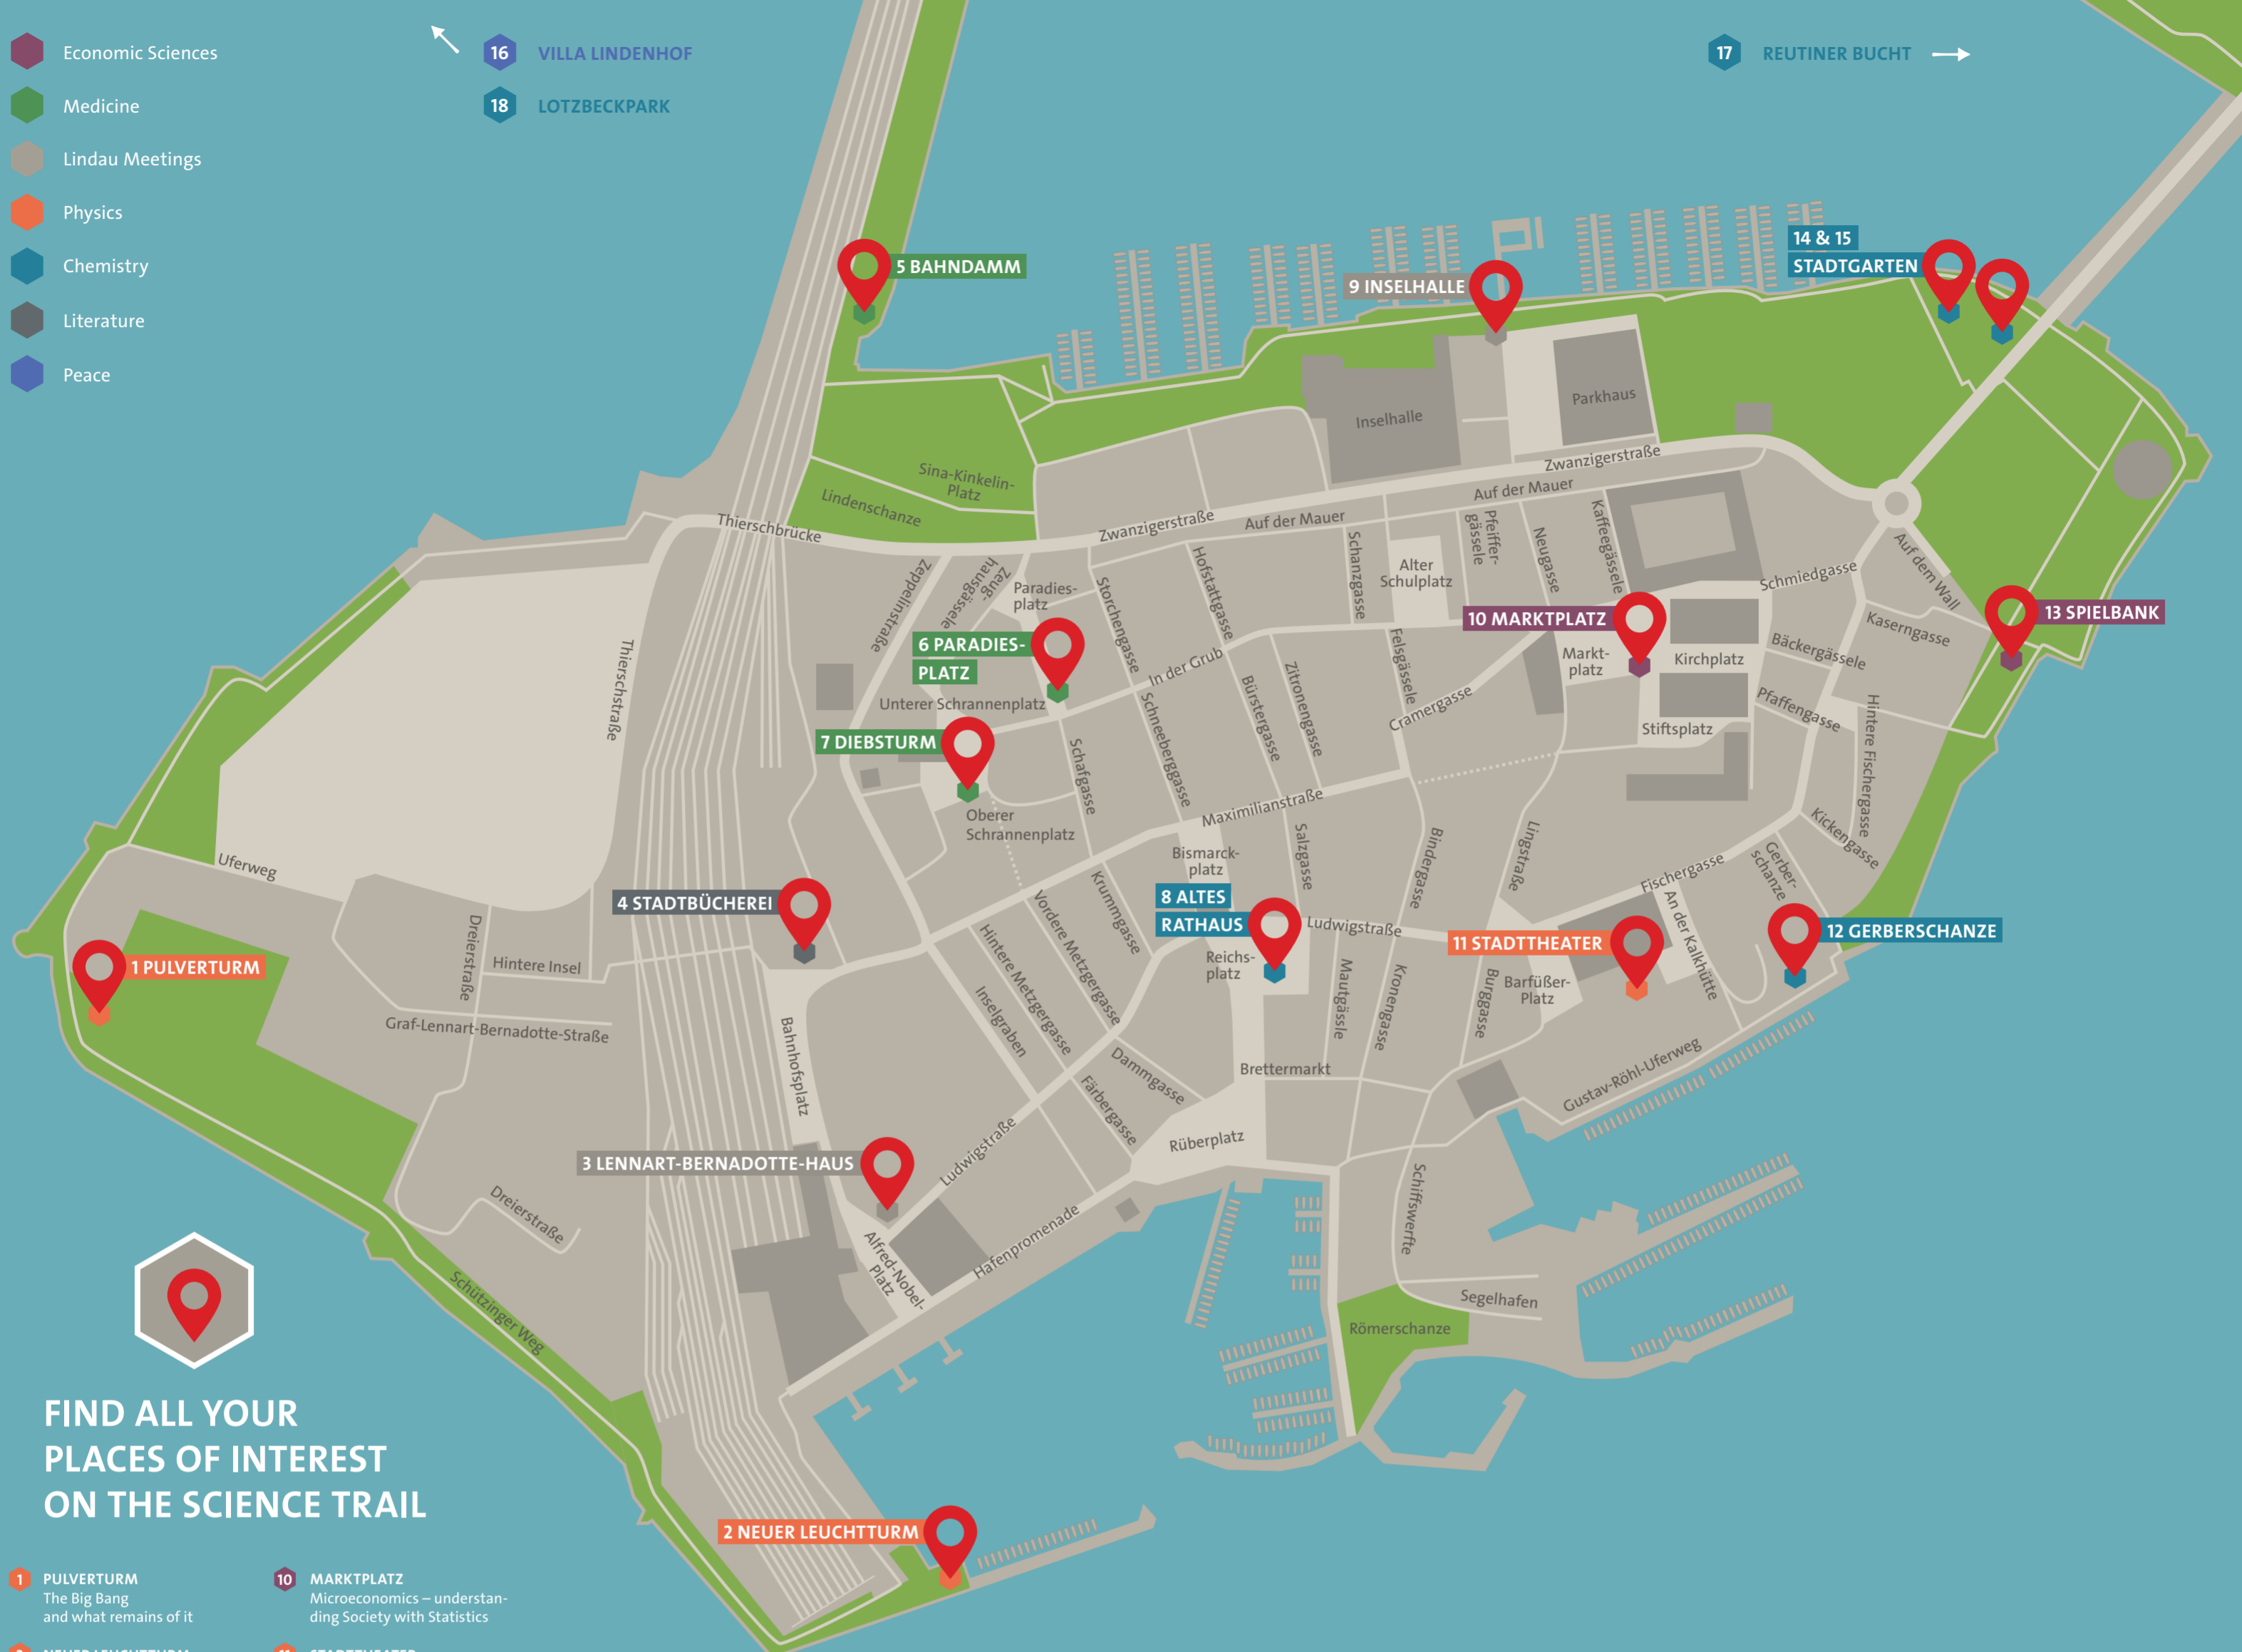 Economic Sciences
Medicine
Lindau Meetings
Physics
Chemistry
Literature
Peace
16 VILLA LINDENHOF
18 LOTZBECKPARK
17 REUTINER BUCHT
5 BAHNDAMM
9 INSELHALLE
14 & 15
STADTGARTEN
Inselhalle
Parkhaus
Sina-Kinkelin-
Platz
Lindenschanze
Thierschbrücke
Zwanzigerstraße
Auf der Mauer
Zwanzigerstraße
Auf der Mauer
Zeppelinstraße
Zeug-
hausgässele
Paradies-
platz
Storchengasse
Hofstattgasse
Schanzgasse
Alter
Schulplatz
Pfeiffer-
gässele
Neugasse
Kaffeegässele
Schmiedgasse
Auf dem Wall
Kaserngasse
13 SPIELBANK
10 MARKTPLATZ
Markt-
platz
Kirchplatz
Bäckergässele
Pfaffengasse
Hintere Fischergasse
Stiftsplatz
6 PARADIES-
PLATZ
Unterer Schrannenplatz
7 DIEBSTURM
Oberer
Schrannenplatz
Schafgasse
In der Grub
Schneeberggasse
Bürstergasse
Zitronengasse
Felsgässele
Cramergasse
Maximilianstraße
Thierschstraße
Uferweg
Bismarck-
platz
Salzgasse
Bindergasse
Lingstraße
Fischergasse
Kickengasse
Gerber-
schanze
An der Kalkhütte
4 STADTBÜCHEREI
8 ALTES
RATHAUS
Ludwigstraße
11 STADTTHEATER
12 GERBERSCHANZE
1 PULVERTURM
Dreierstraße
Hintere Insel
Graf-Lennart-Bernadotte-Straße
Krummgasse
Vordere Metzgergasse
Hintere Metzgergasse
Inselgraben
Reichs-
platz
Mautgässle
Kronengasse
Burggasse
Barfüßer-
Platz
Bahnhofsplatz
Dammgasse
Färbergasse
Brettermarkt
Gustav-Röhl-Uferweg
Rüberplatz
3 LENNART-BERNADOTTE-HAUS
Ludwigstraße
Dreierstraße
Alfred-Nobel-
Platz
Hafenpromenade
Schiffswerfte
Segelhafen
Römerschanze
Schützinger Weg
FIND ALL YOUR
PLACES OF INTEREST
ON THE SCIENCE TRAIL
2 NEUER LEUCHTTURM
1 PULVERTURM
The Big Bang
and what remains of it
10 MARKTPLATZ
Microeconomics – understan-
ding Society with Statistics